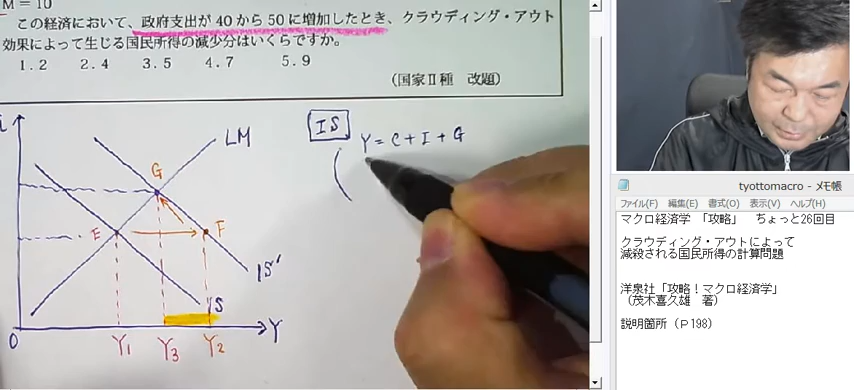 M = 10
この経済において、政府支出が 40 から 50 に増加したとき、クラウディング・アウト
効果によって生じる国民所得の減少分はいくらですか。
1. 2 2. 4 3. 5 4. 7 5. 9
(国家Ⅱ種 改題)
i
LM
G
E
F
IS'
IS
0
Y1
Y3
Y2
Y
IS
Y = C + I + G
(
tyottomacro - メモ帳
ファイル(F) 編集(E) 書式(O) 表示(V) ヘルプ(H)
マクロ経済学 「攻略」 ちょっと26回目
クラウディング・アウトによって
減殺される国民所得の計算問題
洋泉社「攻略!マクロ経済学」
(茂木喜久雄 著)
説明箇所(P198)